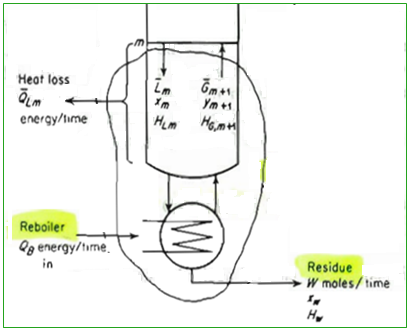 m
Heat loss
Q̄Lm
energy/time
L̄m
xm
HLm
Ḡm+1
ym+1
HG,m+1
Reboiler
QB energy/time,
in
Residue
W moles/time
xw
Hw